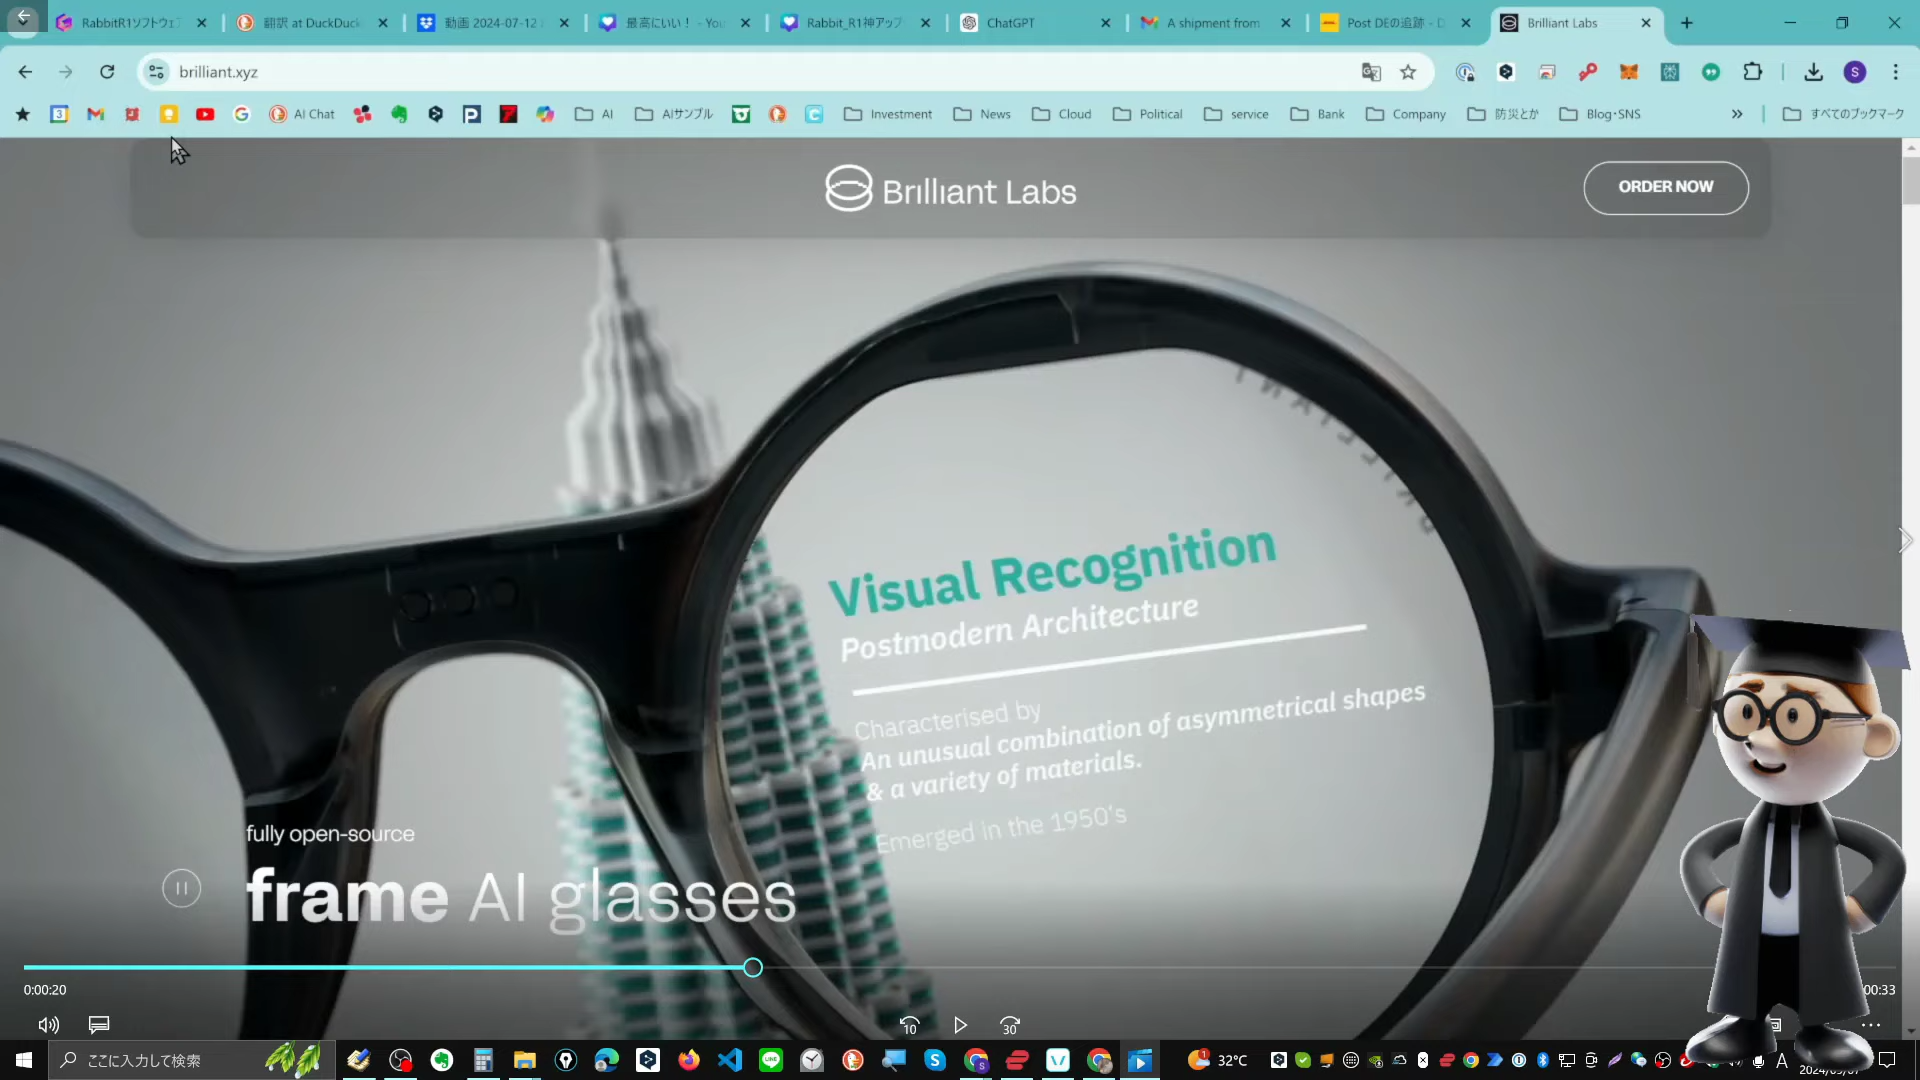 RabbitR1ソフトウェ
翻訳 at DuckDuck
動画 2024-07-12
最高にいい！ - You
Rabbit_R1神アップ
ChatGPT
A shipment from
Post DEの追跡 - D
Brilliant Labs
brilliant.xyz
AI Chat
AI
AIサンプル
Investment
News
Cloud
Political
service
Bank
Company
防災とか
Blog・SNS
すべてのブックマーク
Brilliant Labs
ORDER NOW
Visual Recognition
Postmodern Architecture
Characterised by
An unusual combination of asymmetrical shapes
& a variety of materials.
Emerged in the 1950's
fully open-source
frame AI glasses
0:00:20
00:33
10
30
ここに入力して検索
32°C
A